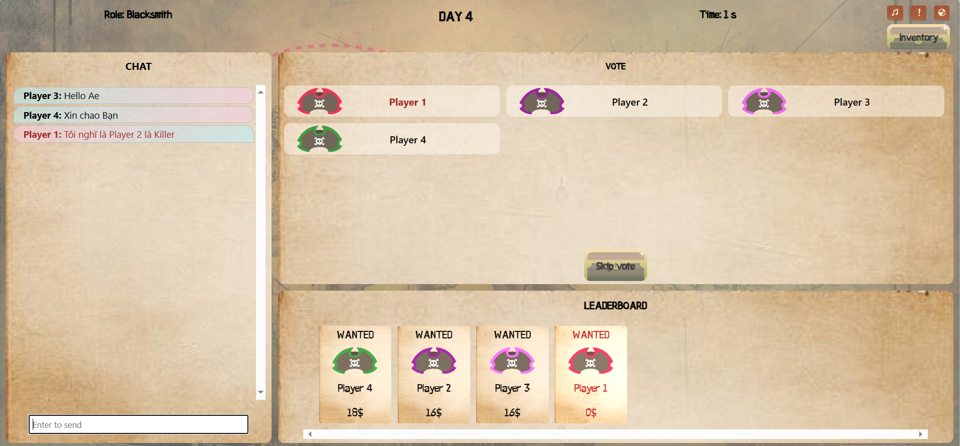 Role: Blacksmith
DAY 4
Time: 1 s
Inventory
CHAT
Player 3: Hello Ae
Player 4: Xin chao Bạn
Player 1: Tôi nghĩ là Player 2 là Killer
Enter to send
VOTE
Player 1
Player 2
Player 3
Player 4
Skip vote
LEADERBOARD
WANTED
Player 4
18$
WANTED
Player 2
16$
WANTED
Player 3
16$
WANTED
Player 1
0$